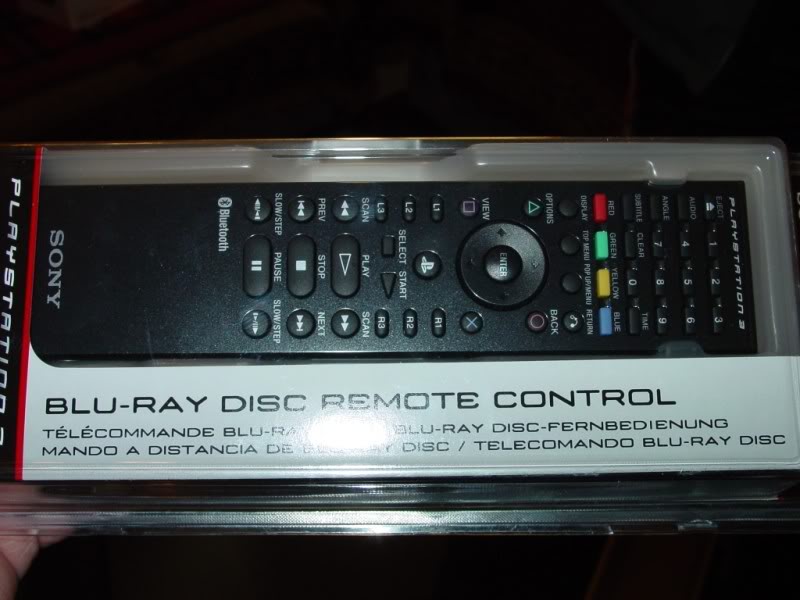 PLAYSTATION 3
PLAYSTATION 3
EJECT
1 2 3
AUDIO
4 5 6
ANGLE
7 8 9
SUBTITLE
CLEAR 0 TIME
RED GREEN YELLOW BLUE
DISPLAY TOP MENU POP UP/MENU RETURN
OPTIONS BACK
ENTER
VIEW
L1 R1
L2 R2
L3 R3
SELECT START
SCAN PLAY SCAN
PREV STOP NEXT
SLOW/STEP PAUSE SLOW/STEP
Bluetooth
SONY
BLU-RAY DISC REMOTE CONTROL
TÉLÉCOMMANDE BLU-RA BLU-RAY DISC-FERNBEDIENUNG
MANDO A DISTANCIA DE BLU-RAY DISC / TELECOMANDO BLU-RAY DISC